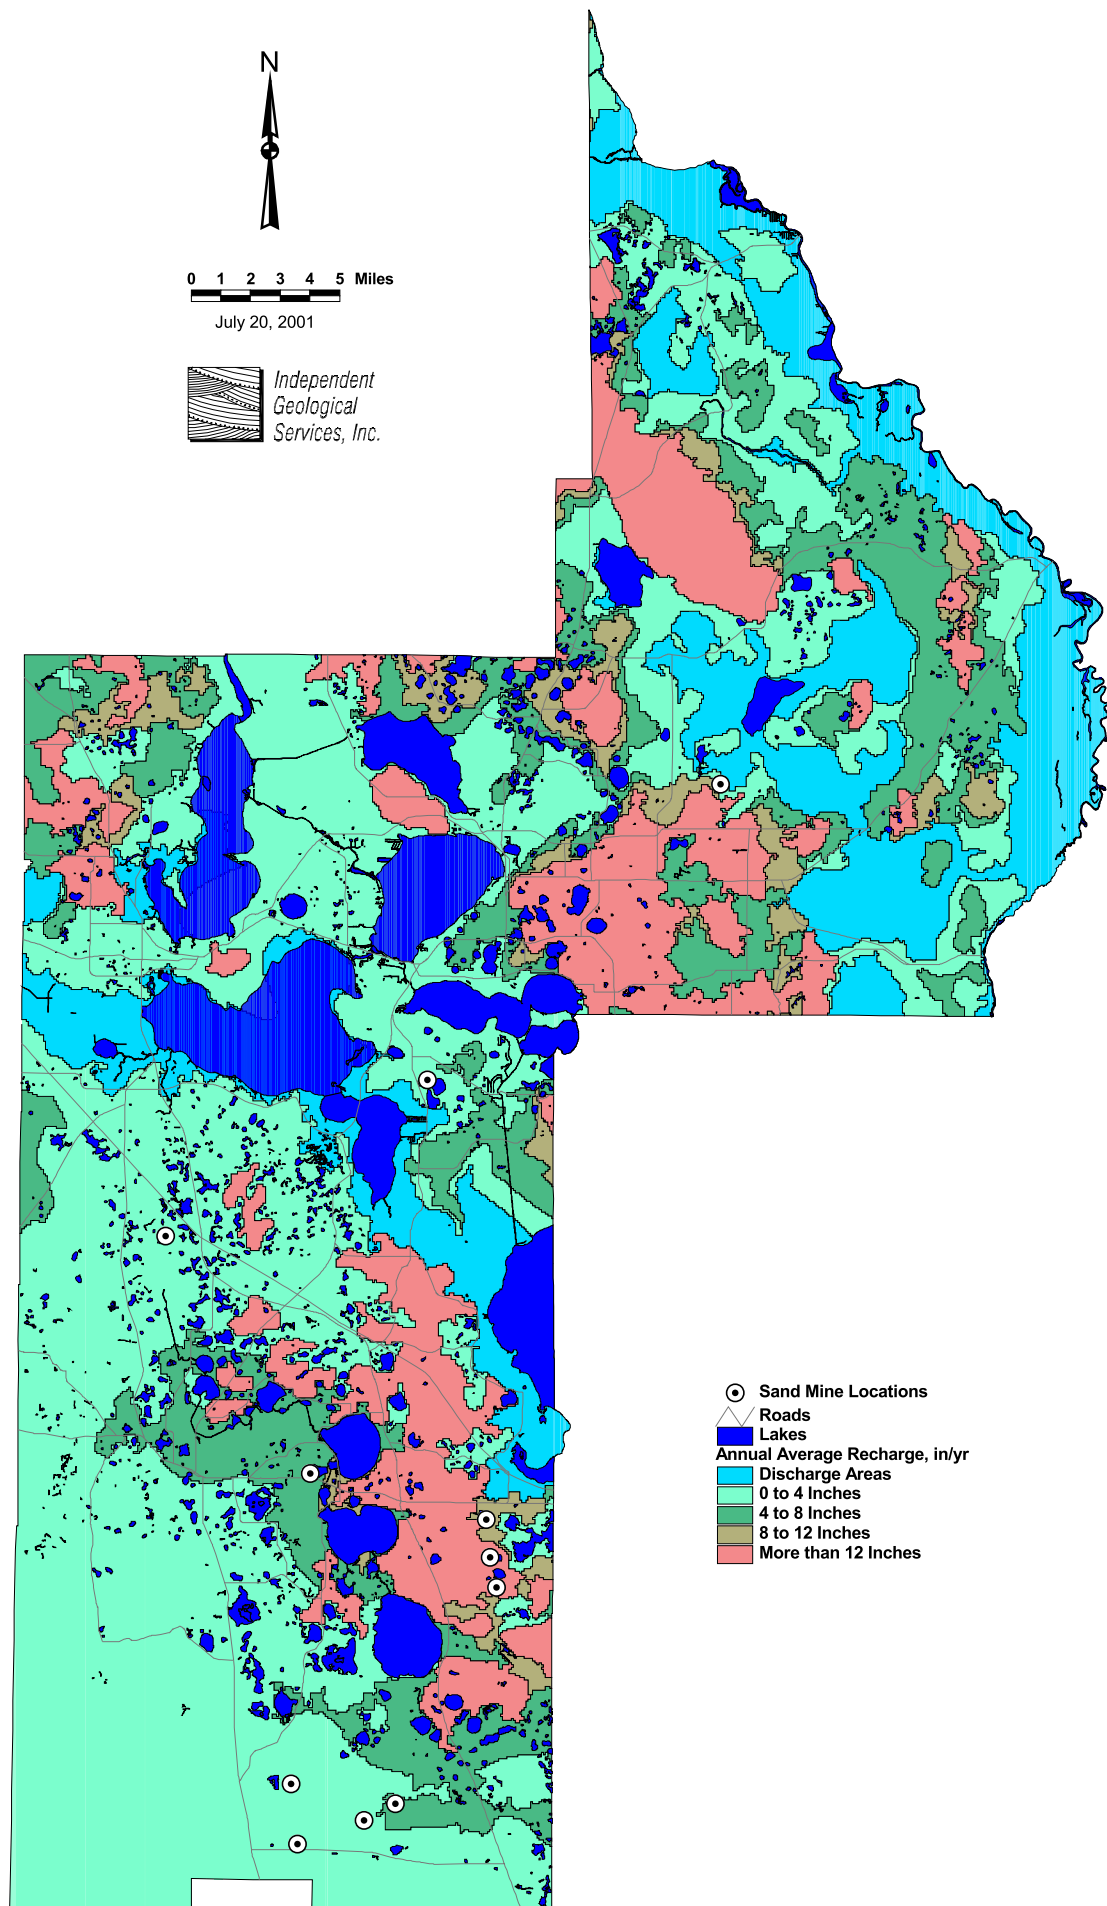 N
0 1 2 3 4 5 Miles
July 20, 2001
Independent
Geological
Services, Inc.
Sand Mine Locations
Roads
Lakes
Annual Average Recharge, in/yr
Discharge Areas
0 to 4 Inches
4 to 8 Inches
8 to 12 Inches
More than 12 Inches